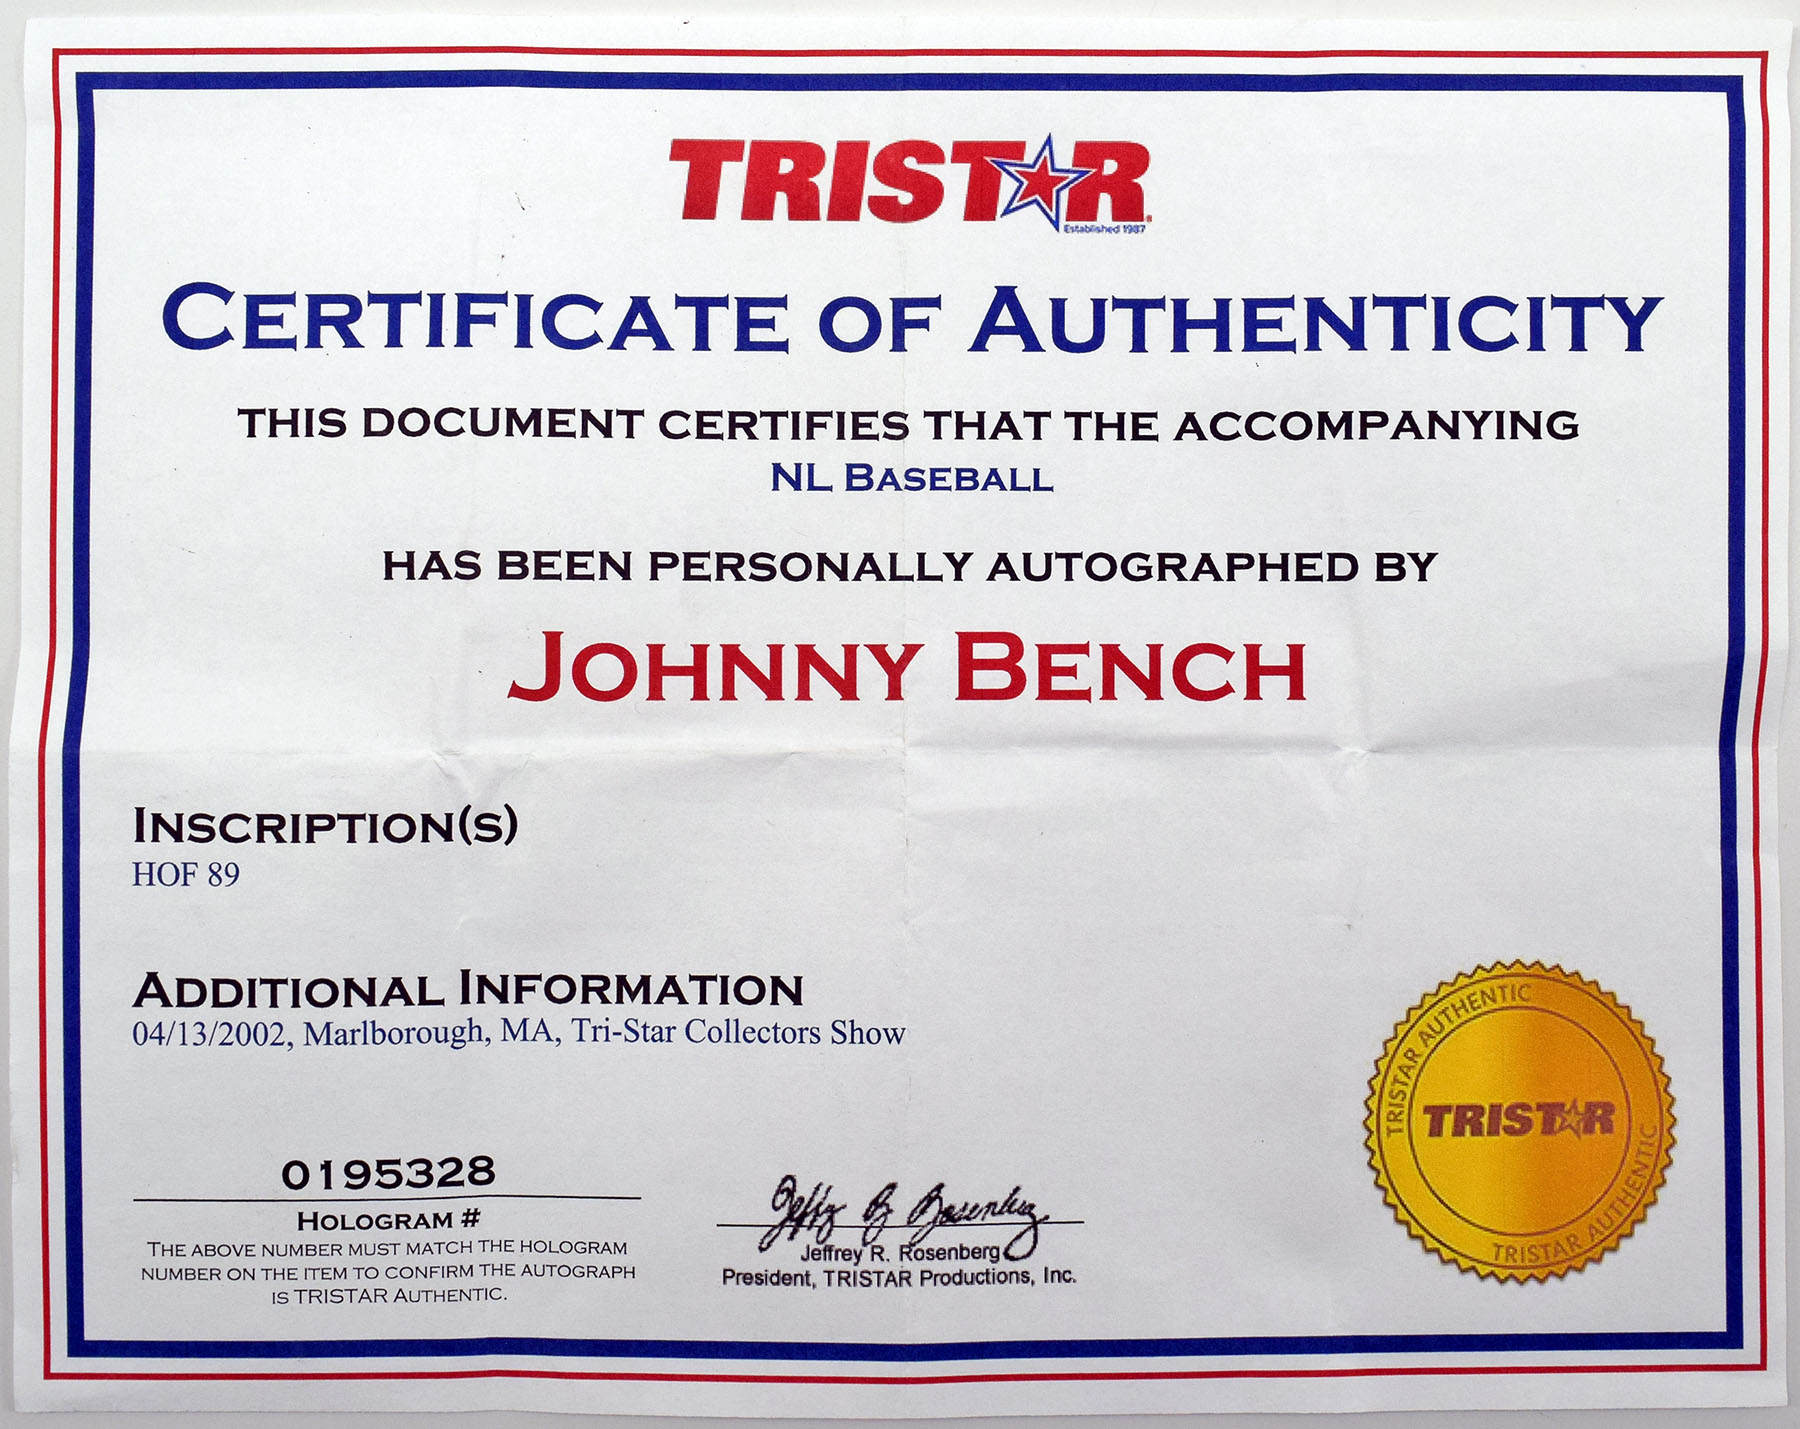 TRISTAR
Established 1987
CERTIFICATE OF AUTHENTICITY
THIS DOCUMENT CERTIFIES THAT THE ACCOMPANYING
NL BASEBALL
HAS BEEN PERSONALLY AUTOGRAPHED BY
JOHNNY BENCH
INSCRIPTION(S)
HOF 89
ADDITIONAL INFORMATION
04/13/2002, Marlborough, MA, Tri-Star Collectors Show
0195328
HOLOGRAM #
THE ABOVE NUMBER MUST MATCH THE HOLOGRAM
NUMBER ON THE ITEM TO CONFIRM THE AUTOGRAPH
IS TRISTAR AUTHENTIC.
Jeffrey R. Rosenberg
Jeffrey R. Rosenberg
President, TRISTAR Productions, Inc.
TRISTAR AUTHENTIC
TRISTAR
TRISTAR AUTHENTIC